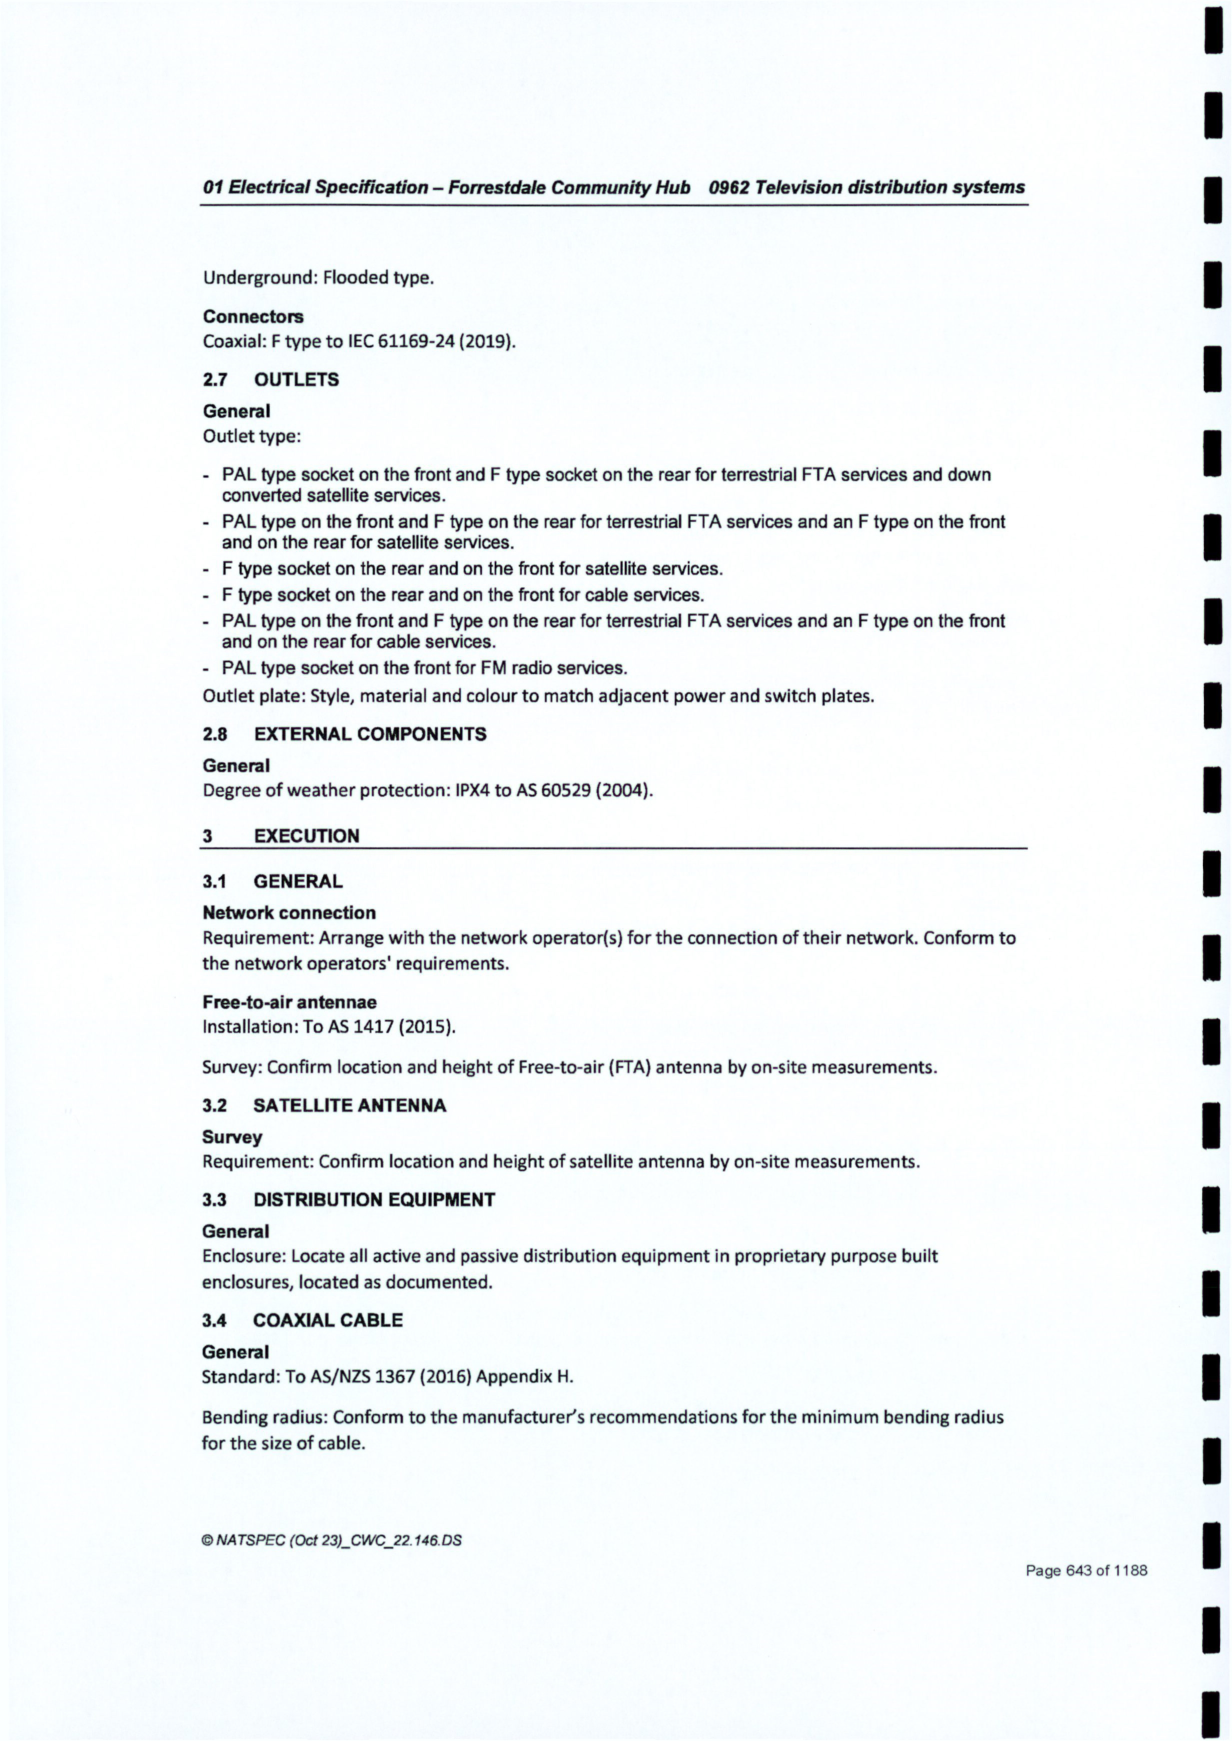 01 Electrical Specification – Forrestdale Community Hub 0962 Television distribution systems
Underground: Flooded type.
Connectors
Coaxial: F type to IEC 61169-24 (2019).
2.7 OUTLETS
General
Outlet type:
- PAL type socket on the front and F type socket on the rear for terrestrial FTA services and down
converted satellite services.
- PAL type on the front and F type on the rear for terrestrial FTA services and an F type on the front
and on the rear for satellite services.
- F type socket on the rear and on the front for satellite services.
- F type socket on the rear and on the front for cable services.
- PAL type on the front and F type on the rear for terrestrial FTA services and an F type on the front
and on the rear for cable services.
- PAL type socket on the front for FM radio services.
Outlet plate: Style, material and colour to match adjacent power and switch plates.
2.8 EXTERNAL COMPONENTS
General
Degree of weather protection: IPX4 to AS 60529 (2004).
3 EXECUTION
3.1 GENERAL
Network connection
Requirement: Arrange with the network operator(s) for the connection of their network. Conform to
the network operators' requirements.
Free-to-air antennae
Installation: To AS 1417 (2015).
Survey: Confirm location and height of Free-to-air (FTA) antenna by on-site measurements.
3.2 SATELLITE ANTENNA
Survey
Requirement: Confirm location and height of satellite antenna by on-site measurements.
3.3 DISTRIBUTION EQUIPMENT
General
Enclosure: Locate all active and passive distribution equipment in proprietary purpose built
enclosures, located as documented.
3.4 COAXIAL CABLE
General
Standard: To AS/NZS 1367 (2016) Appendix H.
Bending radius: Conform to the manufacturer's recommendations for the minimum bending radius
for the size of cable.
© NATSPEC (Oct 23)_CWC_22.146.DS
Page 643 of 1188